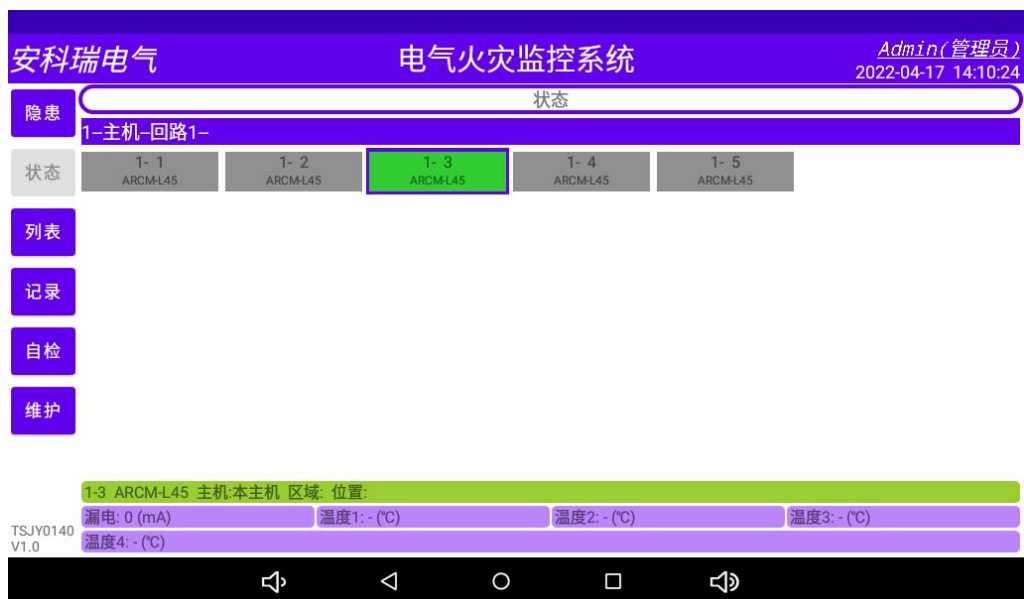 安科瑞电气
电气火灾监控系统
Admin(管理员)
2022-04-17 14:10:24
隐患
状态
1–主机–回路1–
状态
1- 1
ARCM-L45
1- 2
ARCM-L45
1- 3
ARCM-L45
1- 4
ARCM-L45
1- 5
ARCM-L45
列表
记录
自检
维护
1-3 ARCM-L45 主机:本主机 区域: 位置:
漏电: 0 (mA) 温度1: - (℃) 温度2: - (℃) 温度3: - (℃)
温度4: - (℃)
TSJY0140
V1.0